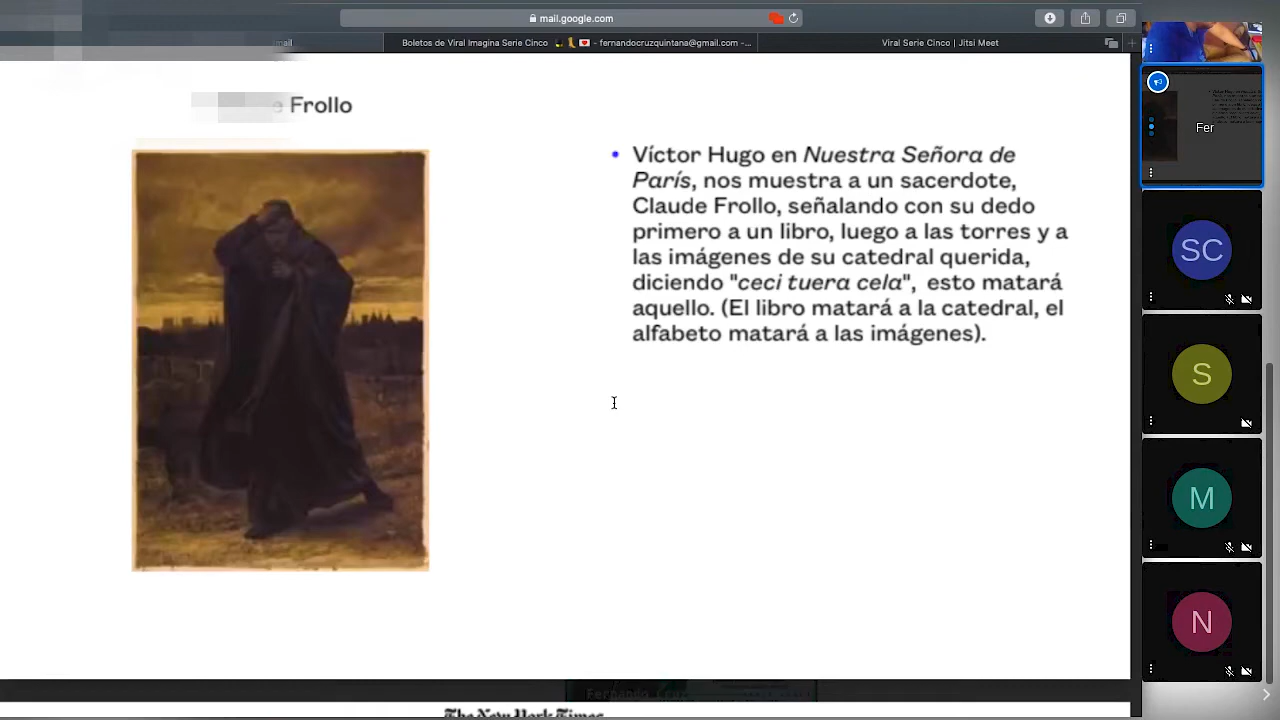 mail.google.com
mail
Boletos de Viral Imagina Serie Cinco - fernandocruzquintana@gmail.com -...
Viral Serie Cinco | Jitsi Meet
Frollo
Víctor Hugo en Nuestra Señora de
París, nos muestra a un sacerdote,
Claude Frollo, señalando con su dedo
primero a un libro, luego a las torres y a
las imágenes de su catedral querida,
diciendo "ceci tuera cela", esto matará
aquello. (El libro matará a la catedral, el
alfabeto matará a las imágenes).
Fer
SC
S
M
N
Fernando Cruz
The New York Times